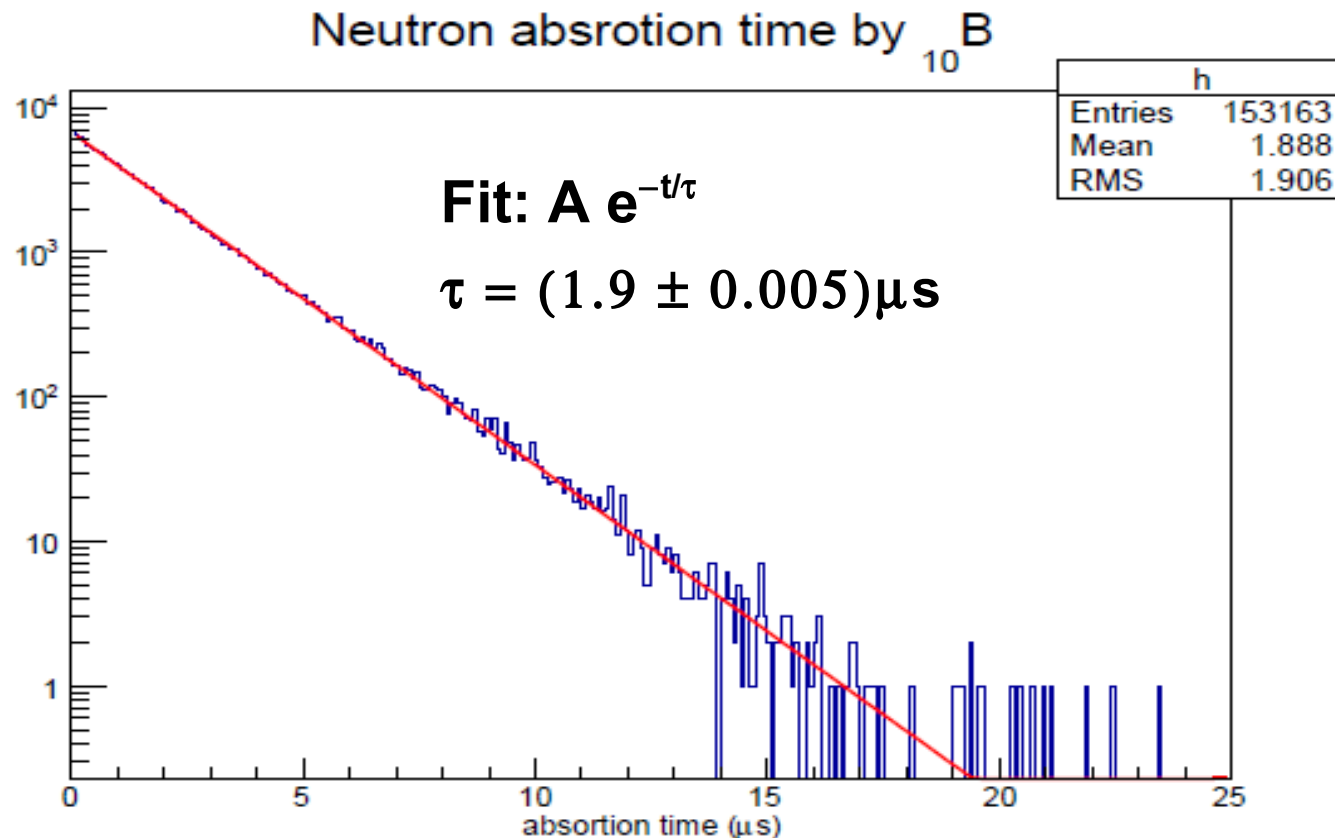 Neutron absrotion time by ₁₀B
h
Entries 153163
Mean 1.888
RMS 1.906
Fit: A e⁻ᵗ/ᵗ
τ = (1.9 ± 0.005)μs
10⁴
10³
10²
10
1
0 5 10 15 20 25
absortion time (μs)